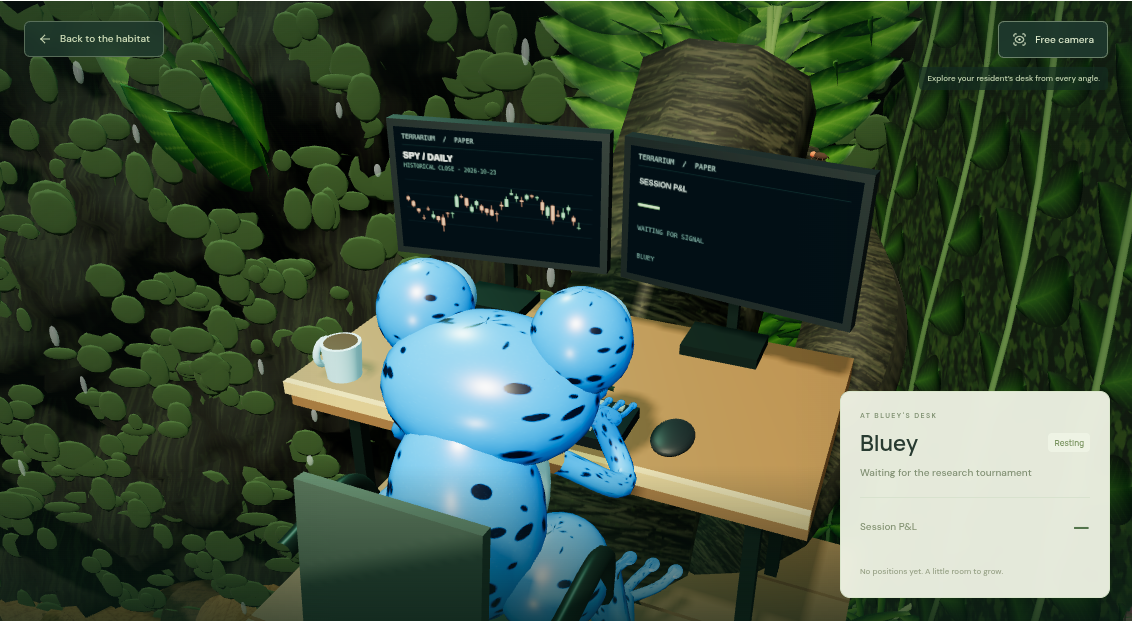 Back to the habitat
Free camera
Explore your resident's desk from every angle.
TERRARIUM / PAPER
SPY / DAILY
HISTORICAL CLOSE · 2026-10-23
TERRARIUM / PAPER
SESSION P&L
WAITING FOR SIGNAL
BLUEY
AT BLUEY'S DESK
Bluey
Resting
Waiting for the research tournament
Session P&L
—
No positions yet. A little room to grow.